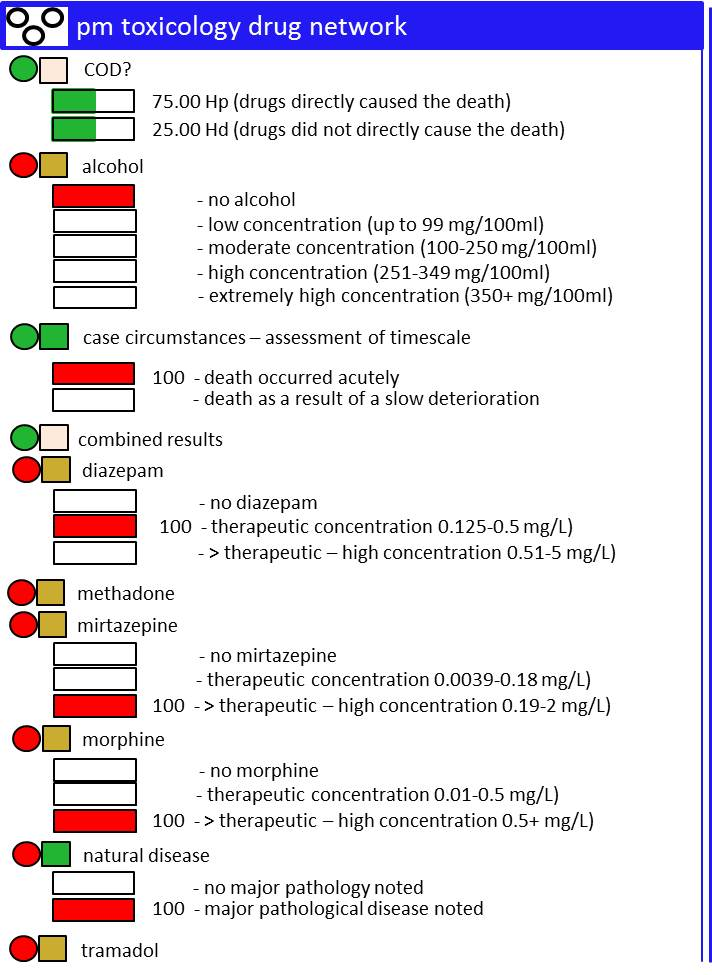 pm toxicology drug network
COD?
75.00 Hp (drugs directly caused the death)
25.00 Hd (drugs did not directly cause the death)
alcohol
- no alcohol
- low concentration (up to 99 mg/100ml)
- moderate concentration (100-250 mg/100ml)
- high concentration (251-349 mg/100ml)
- extremely high concentration (350+ mg/100ml)
case circumstances – assessment of timescale
100 - death occurred acutely
- death as a result of a slow deterioration
combined results
diazepam
- no diazepam
100 - therapeutic concentration 0.125-0.5 mg/L)
- > therapeutic – high concentration 0.51-5 mg/L)
methadone
mirtazepine
- no mirtazepine
- therapeutic concentration 0.0039-0.18 mg/L)
100 - > therapeutic – high concentration 0.19-2 mg/L)
morphine
- no morphine
- therapeutic concentration 0.01-0.5 mg/L)
100 - > therapeutic – high concentration 0.5+ mg/L)
natural disease
- no major pathology noted
100 - major pathological disease noted
tramadol